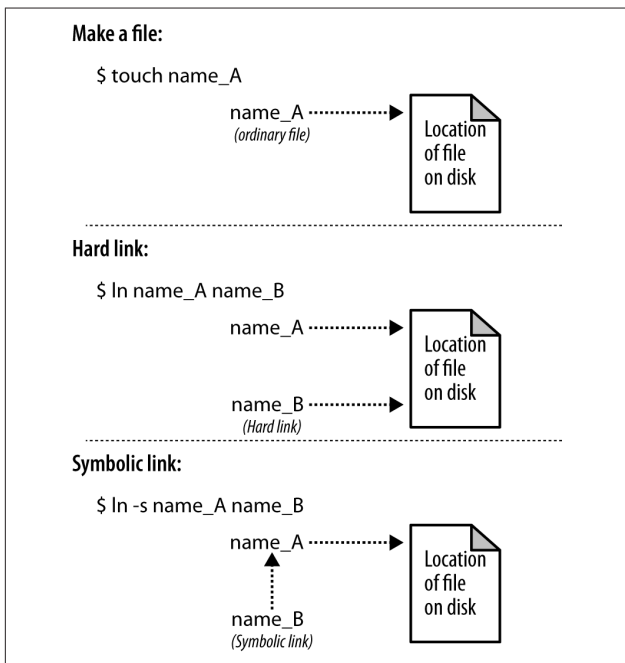 Make a file:
$ touch name_A
name_A
(ordinary file)
Location
of file
on disk
Hard link:
$ ln name_A name_B
name_A
name_B
(Hard link)
Location
of file
on disk
Symbolic link:
$ ln -s name_A name_B
name_A
name_B
(Symbolic link)
Location
of file
on disk